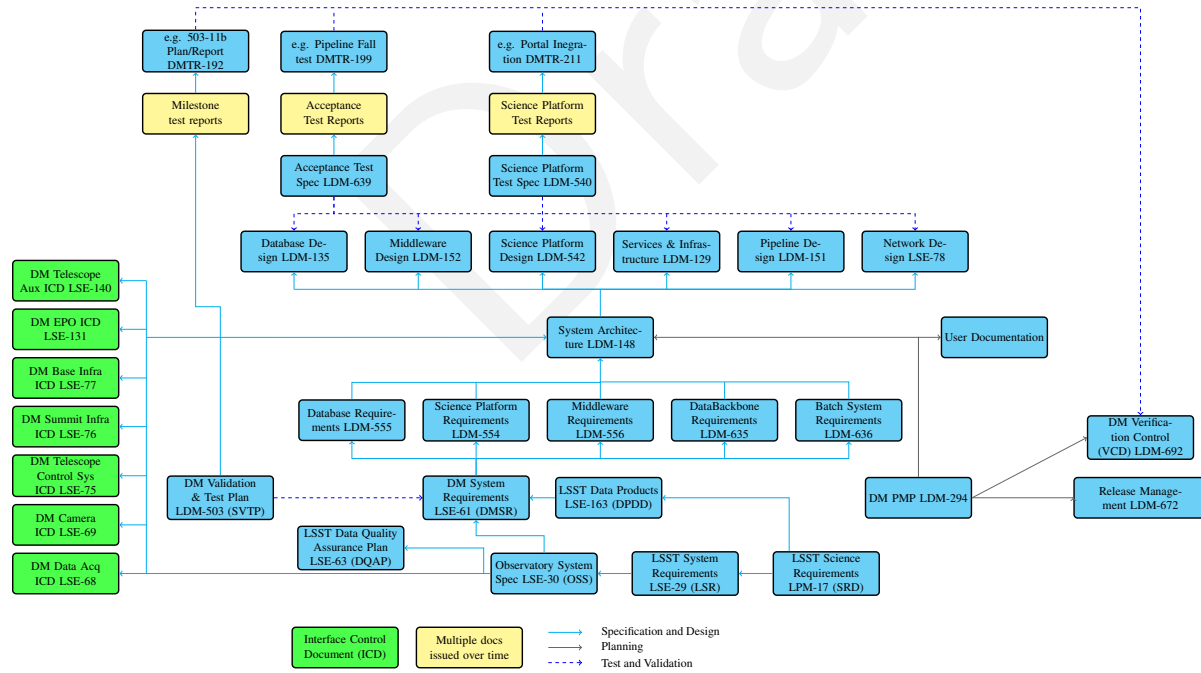 e.g. 503-11b
Plan/Report
DMTR-192
e.g. Pipeline Fall
test DMTR-199
e.g. Portal Inegra-
tion DMTR-211
Milestone
test reports
Acceptance
Test Reports
Science Platform
Test Reports
Acceptance Test
Spec LDM-639
Science Platform
Test Spec LDM-540
Database De-
sign LDM-135
Middleware
Design LDM-152
Science Platform
Design LDM-542
Services & Infras-
tructure LDM-129
Pipeline De-
sign LDM-151
Network De-
sign LSE-78
DM Telescope
Aux ICD LSE-140
DM EPO ICD
LSE-131
DM Base Infra
ICD LSE-77
DM Summit Infra
ICD LSE-76
DM Telescope
Control Sys
ICD LSE-75
DM Camera
ICD LSE-69
DM Data Acq
ICD LSE-68
System Architec-
ture LDM-148
User Documentation
Database Require-
ments LDM-555
Science Platform
Requirements
LDM-554
Middleware
Requirements
LDM-556
DataBackbone
Requirements
LDM-635
Batch System
Requirements
LDM-636
DM Verifica-
tion Control
(VCD) LDM-692
DM Validation
& Test Plan
LDM-503 (SVTP)
DM System
Requirements
LSE-61 (DMSR)
LSST Data Products
LSE-163 (DPDD)
DM PMP LDM-294
Release Manage-
ment LDM-672
LSST Data Quality
Assurance Plan
LSE-63 (DQAP)
Observatory System
Spec LSE-30 (OSS)
LSST System
Requirements
LSE-29 (LSR)
LSST Science
Requirements
LPM-17 (SRD)
Interface Control
Document (ICD)
Multiple docs
issued over time
Specification and Design
Planning
Test and Validation